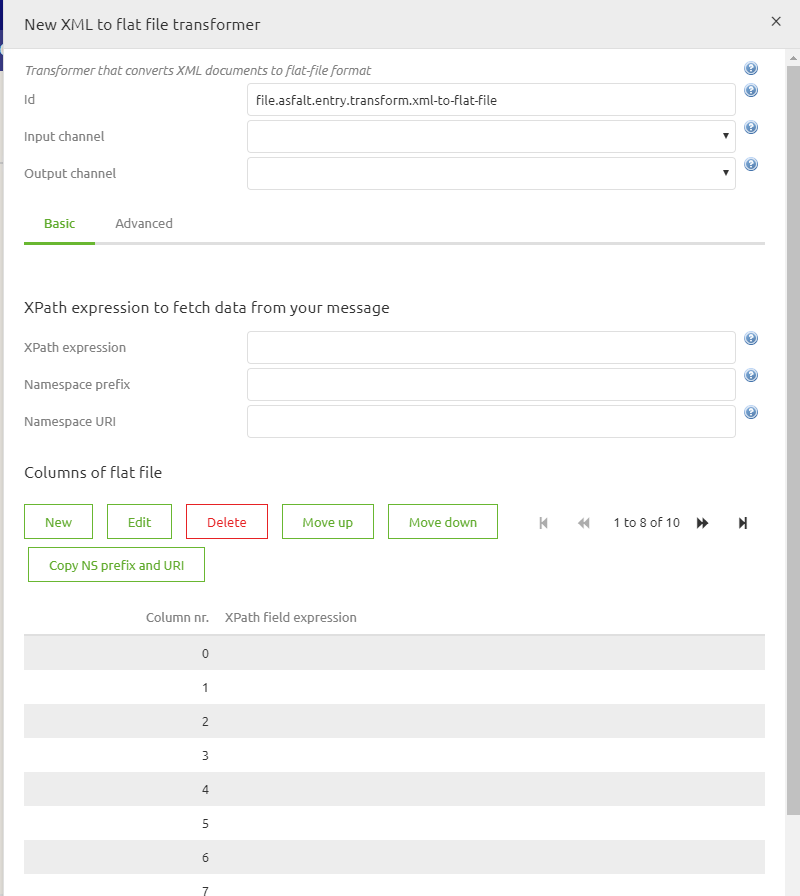 New XML to flat file transformer
Transformer that converts XML documents to flat-file format
Id
file.asfalt.entry.transform.xml-to-flat-file
Input channel
Output channel
Basic
Advanced
XPath expression to fetch data from your message
XPath expression
Namespace prefix
Namespace URI
Columns of flat file
New
Edit
Delete
Move up
Move down
1 to 8 of 10
Copy NS prefix and URI
Column nr.
XPath field expression
0
1
2
3
4
5
6
7